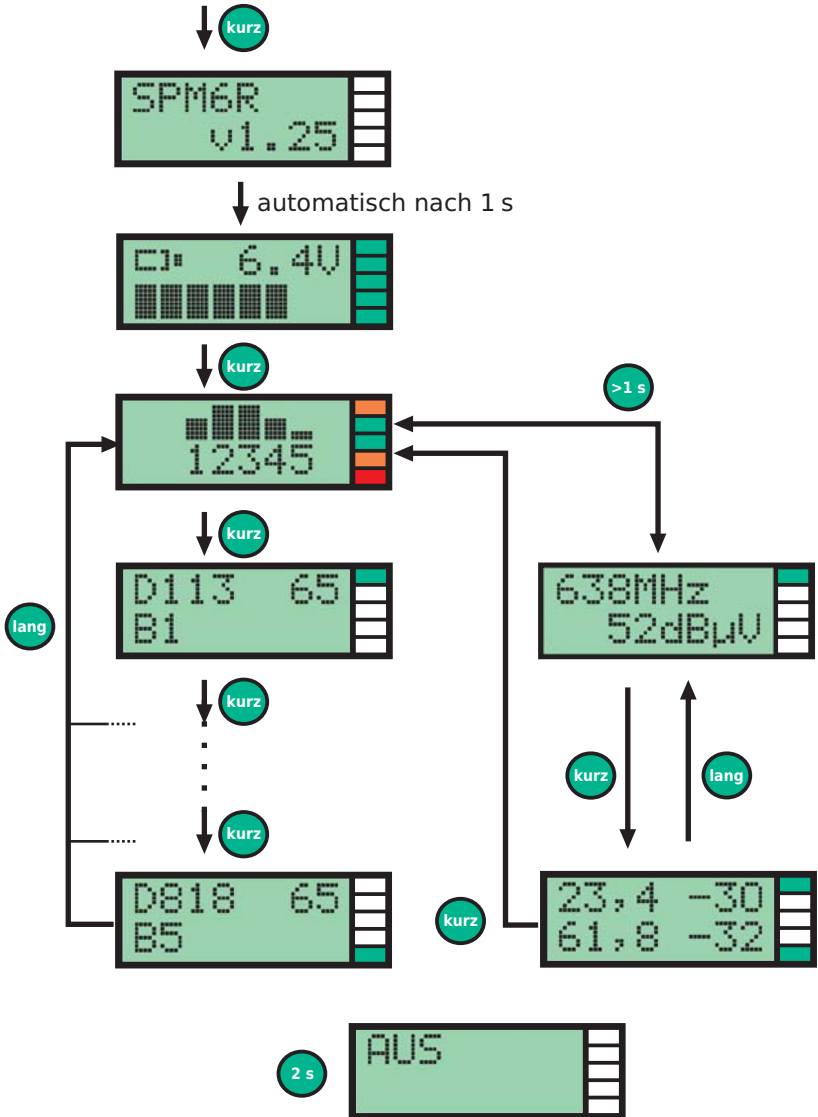 kurz
SPM6R
v1.25
automatisch nach 1 s
6.4V
kurz
>1 s
12345
kurz
D113 65
B1
638MHz
52dBµV
lang
kurz
kurz
lang
kurz
D818 65
B5
kurz
23,4 -30
61,8 -32
AUS
2 s